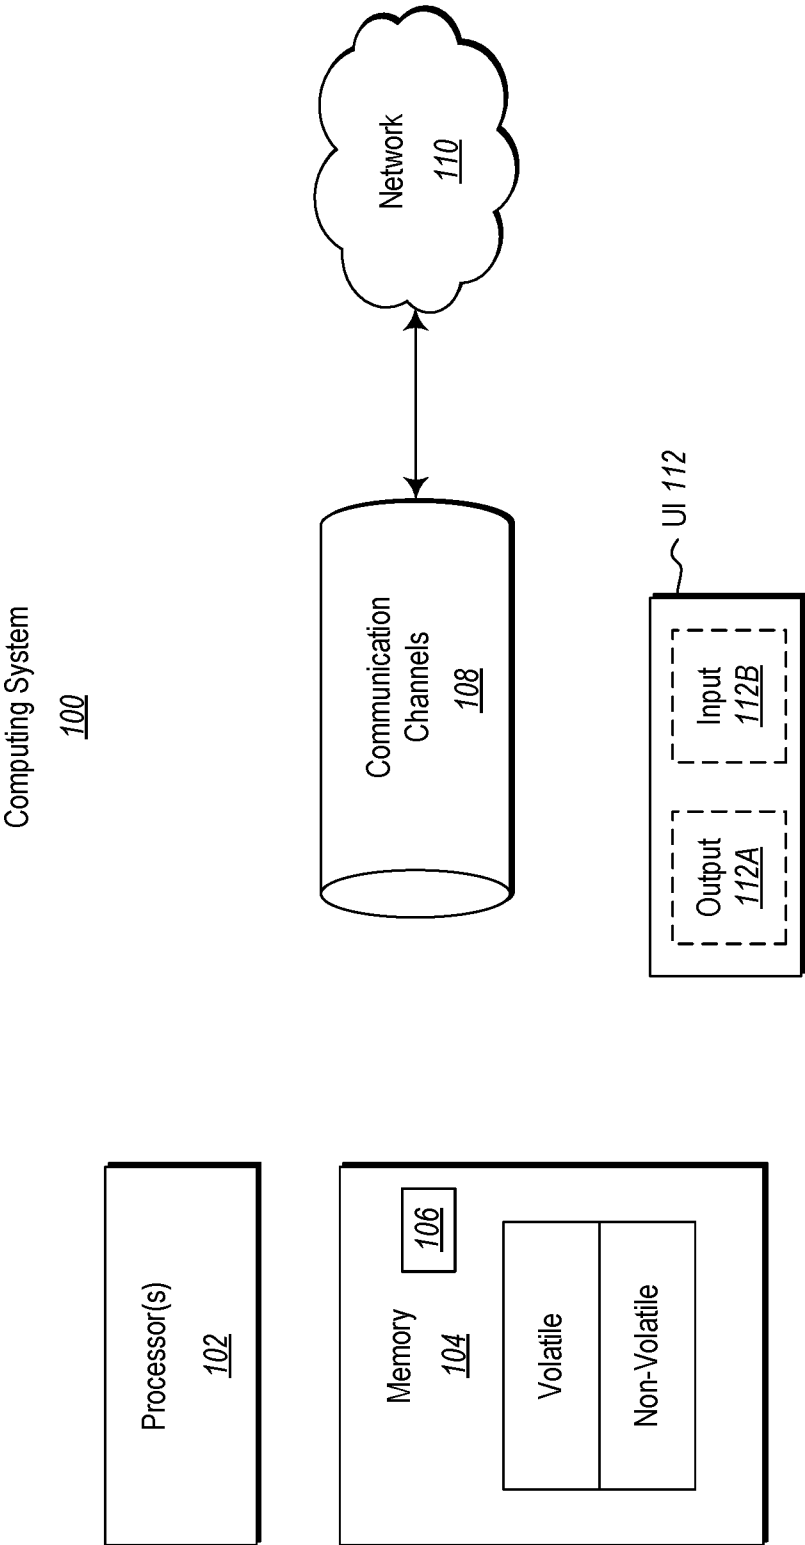 Computing System
100
Processor(s)
102
Memory
104
106
Volatile
Non-Volatile
Communication
Channels
108
Network
110
UI 112
Output
112A
Input
112B